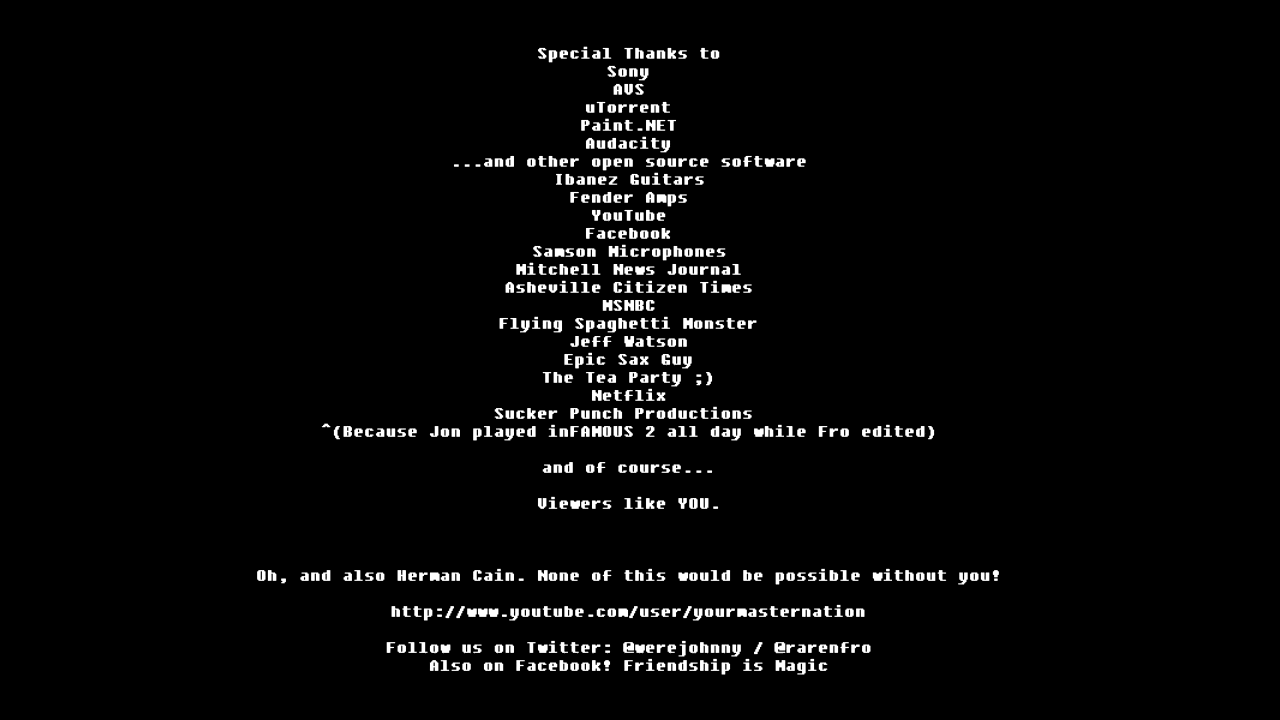 Special Thanks to
Sony
AVS
uTorrent
Paint.NET
Audacity
...and other open source software
Ibanez Guitars
Fender Amps
YouTube
Facebook
Samson Microphones
Mitchell News Journal
Asheville Citizen Times
MSNBC
Flying Spaghetti Monster
Jeff Watson
Epic Sax Guy
The Tea Party ;)
Netflix
Sucker Punch Productions
^(Because Jon played inFAMOUS 2 all day while Fro edited)
and of course...
Viewers like YOU.
Oh, and also Herman Cain. None of this would be possible without you!
http://www.youtube.com/user/yourmasternation
Follow us on Twitter: @werejohnny / @rarenfro
Also on Facebook! Friendship is Magic